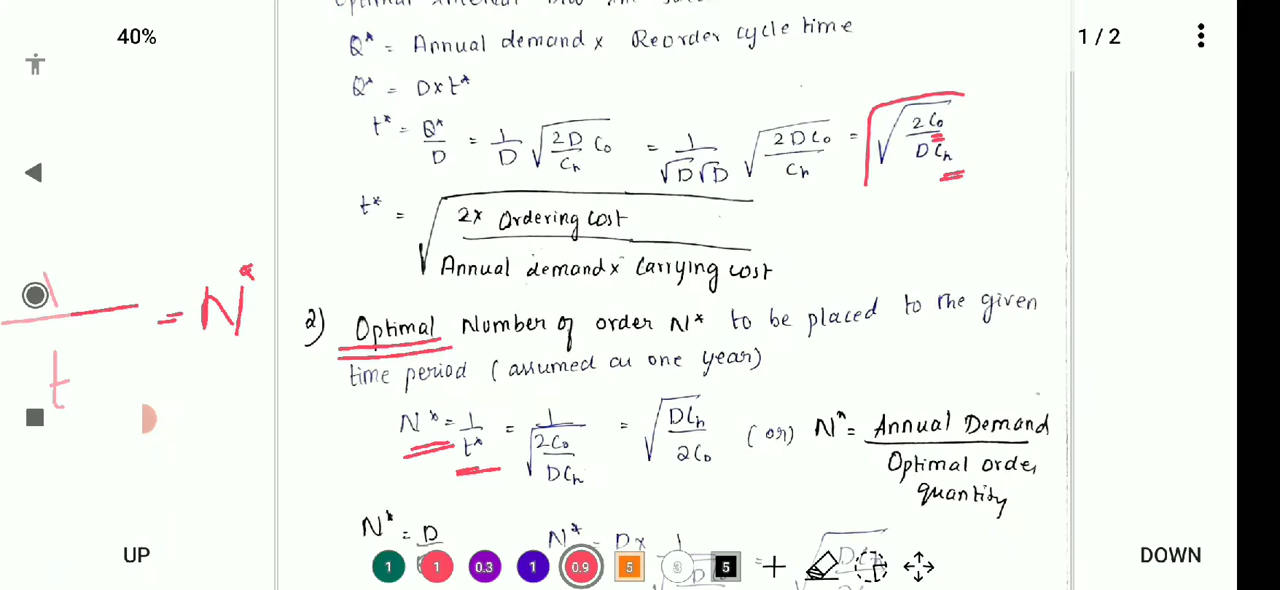 40%
1 / 2
Q* = Annual demand x Reorder cycle time
Q* = D x t*
t* = Q*/D = 1/D √(2D/Ch Co) = 1/(√D√D) √(2DCo/Ch) = √(2Co/DCh)
t* = √(2x Ordering Cost / Annual demand x Carrying cost)
1/t = N*
2) Optimal Number of order N* to be placed to the given
time period (assumed as one year)
N* = 1/t* = 1/√(2Co/DCh) = √(DCh/2Co) (or) N* = Annual Demand / Optimal order quantity
N* = D N* = Dx 1
UP
DOWN
1 1 0.3 1 0.9 5 3 5